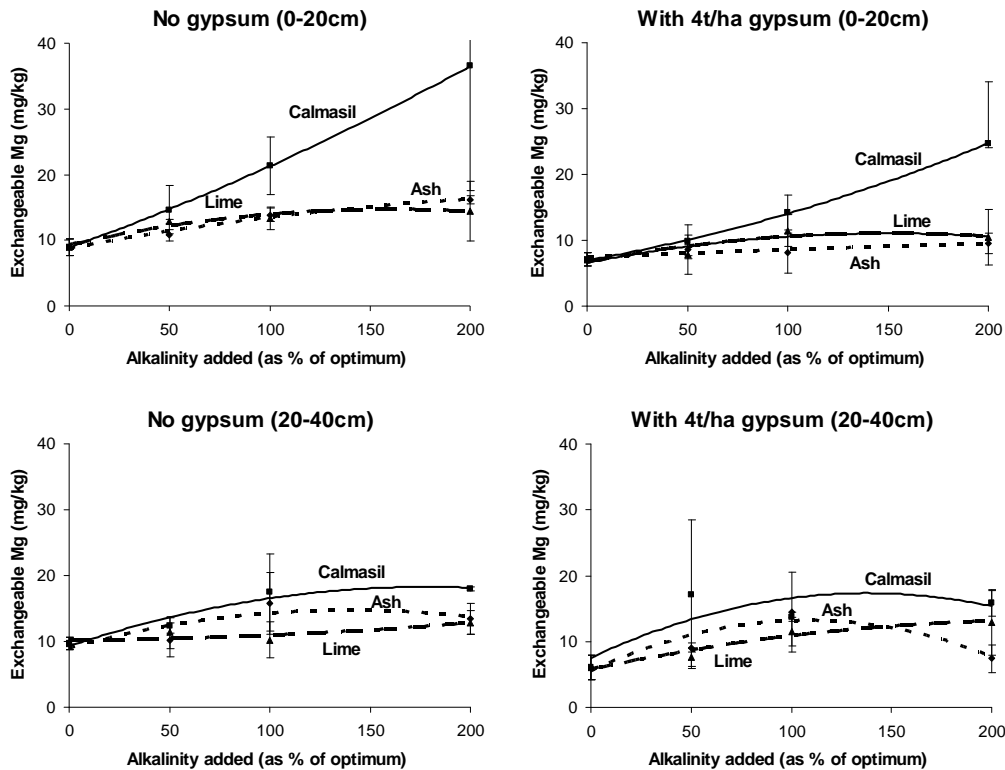 No gypsum (0-20cm)
Exchangeable Mg (mg/kg)
40
30
20
10
0
Calmasil
Lime
Ash
0 50 100 150 200
Alkalinity added (as % of optimum)
With 4t/ha gypsum (0-20cm)
Exchangeable Mg (mg/kg)
40
30
20
10
0
Calmasil
Lime
Ash
0 50 100 150 200
Alkalinity added (as % of optimum)
No gypsum (20-40cm)
Exchangeable Mg (mg/kg)
40
30
20
10
0
Calmasil
Ash
Lime
0 50 100 150 200
Alkalinity added (as % of optimum)
With 4t/ha gypsum (20-40cm)
Exchangeable Mg (mg/kg)
40
30
20
10
0
Calmasil
Ash
Lime
0 50 100 150 200
Alkalinity added (as % of optimum)